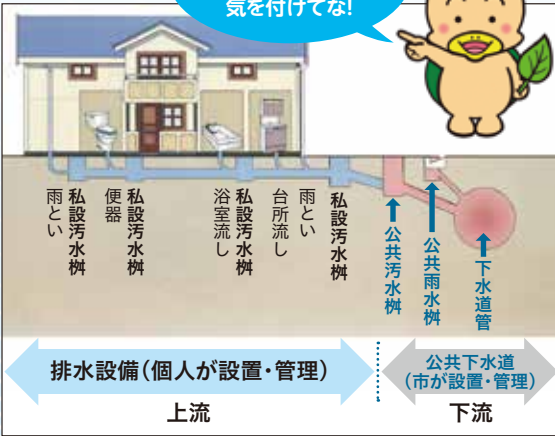 気を付けてな!
雨とい
私設汚水桝
便器
私設汚水桝
浴室流し
私設汚水桝
台所流し
雨とい
私設汚水桝
公共汚水桝
公共雨水桝
下水道管
排水設備(個人が設置・管理)
公共下水道
(市が設置・管理)
上流
下流